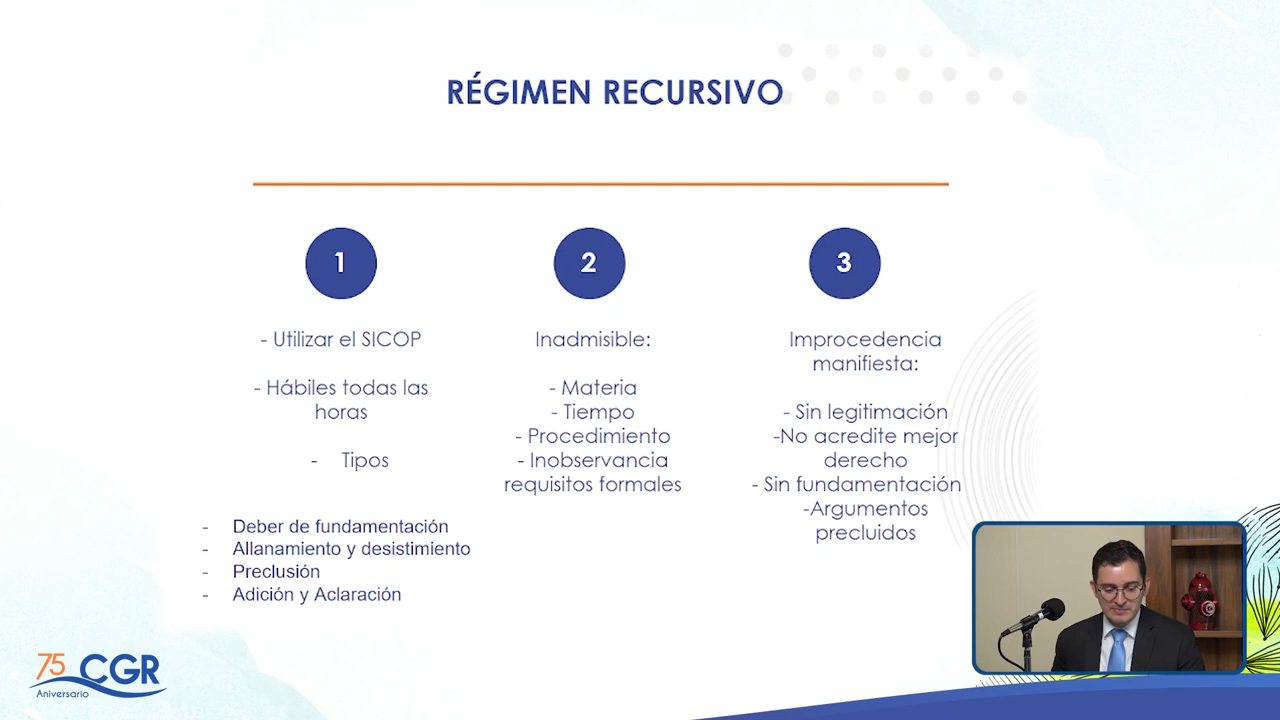 RÉGIMEN RECURSIVO
1
- Utilizar el SICOP
- Hábiles todas las
horas
- Tipos
- Deber de fundamentación
- Allanamiento y desistimiento
- Preclusión
- Adición y Aclaración
2
Inadmisible:
- Materia
- Tiempo
- Procedimiento
- Inobservancia
requisitos formales
3
Improcedencia
manifiesta:
- Sin legitimación
-No acredite mejor
derecho
- Sin fundamentación
-Argumentos
precluidos
75 CGR
Aniversario